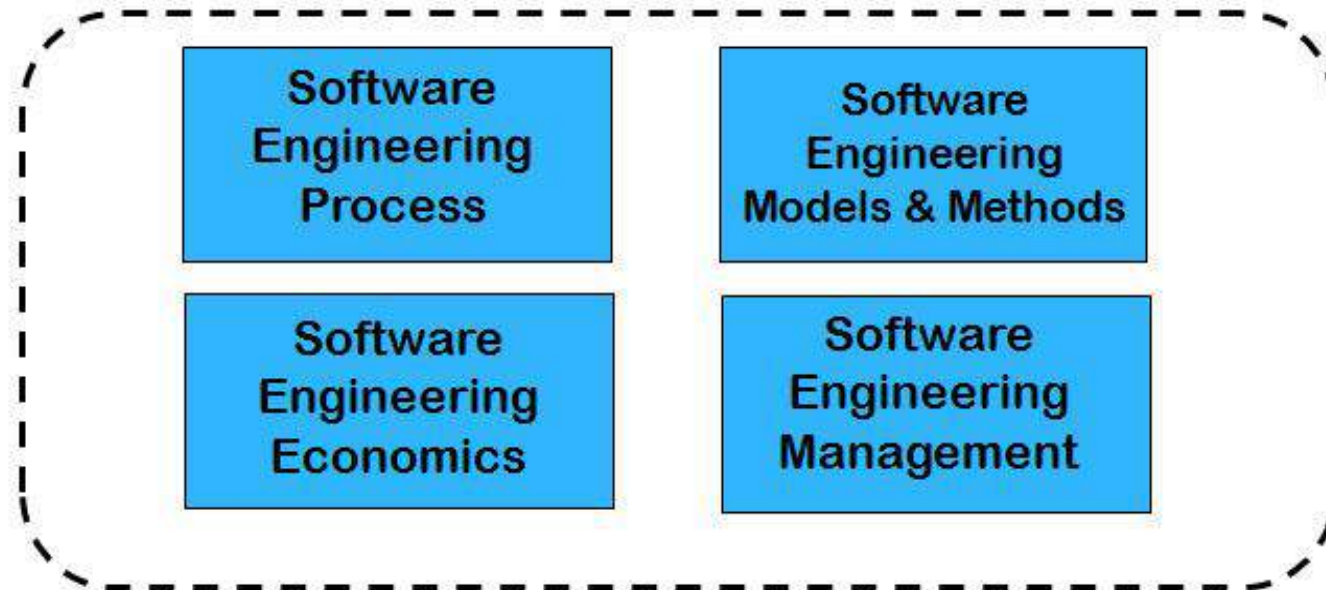 Software
Engineering
Process
Software
Engineering
Models & Methods
Software
Engineering
Economics
Software
Engineering
Management